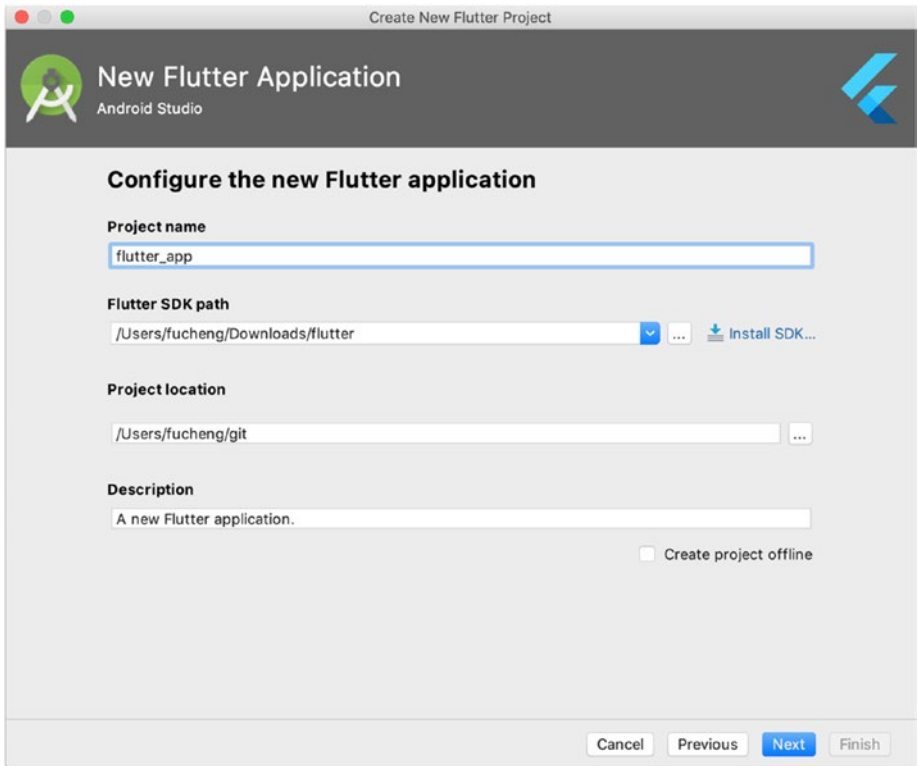 Create New Flutter Project
New Flutter Application
Android Studio
Configure the new Flutter application
Project name
flutter_app
Flutter SDK path
/Users/fucheng/Downloads/flutter
...
Install SDK...
Project location
/Users/fucheng/git
...
Description
A new Flutter application.
Create project offline
Cancel
Previous
Next
Finish